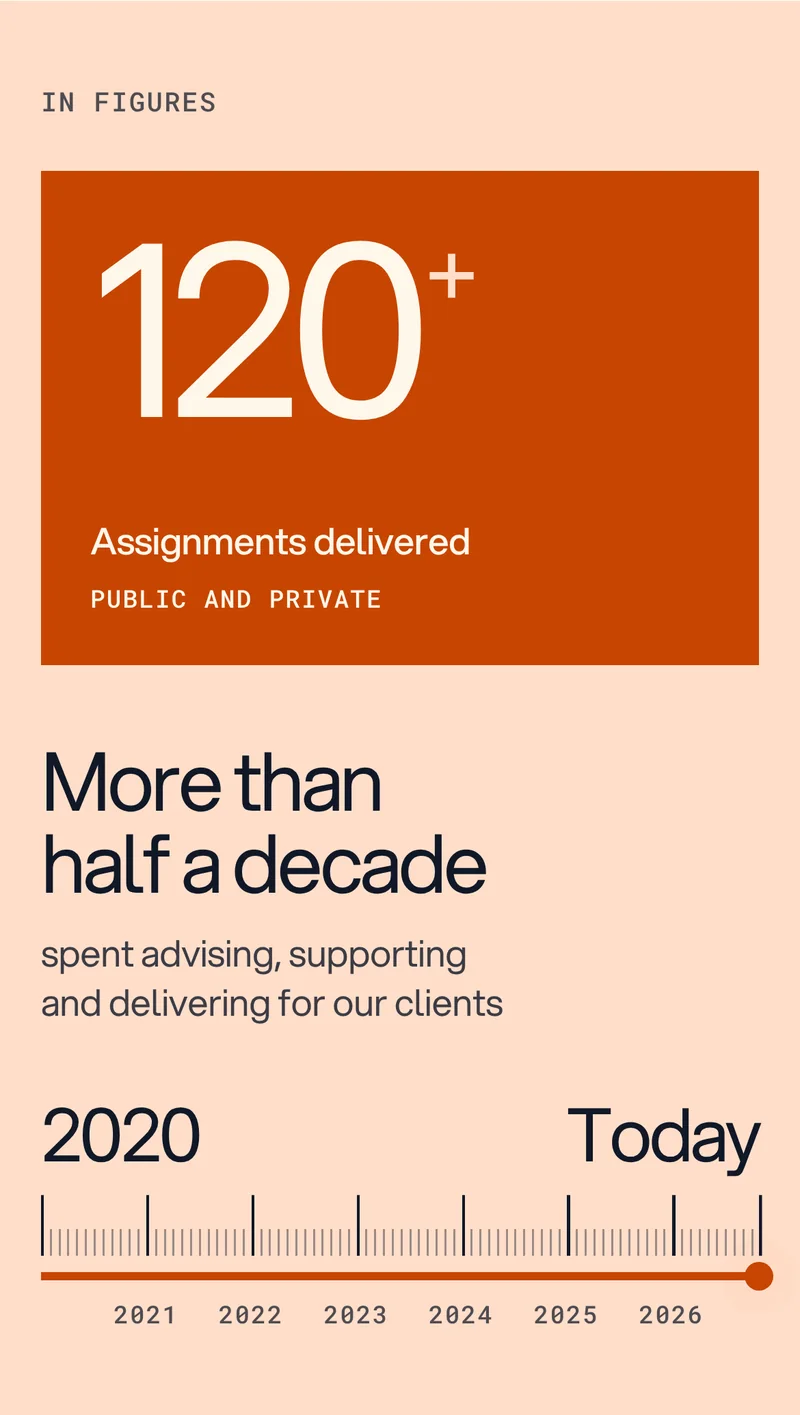 IN FIGURES
120+
Assignments delivered
PUBLIC AND PRIVATE
More than
half a decade
spent advising, supporting
and delivering for our clients
2020 Today
2021 2022 2023 2024 2025 2026